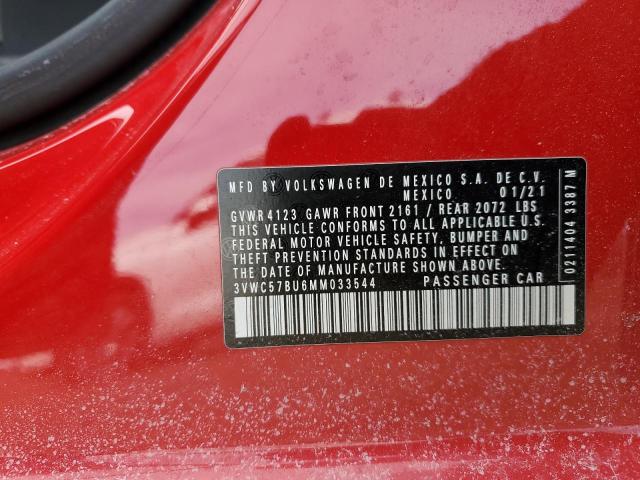 MFD BY VOLKSWAGEN DE MEXICO S.A. DE C.V.
MEXICO 01/21
GVWR 4123 GAWR FRONT 2161 / REAR 2072 LBS
THIS VEHICLE CONFORMS TO ALL APPLICABLE U.S.
FEDERAL MOTOR VEHICLE SAFETY, BUMPER AND
THEFT PREVENTION STANDARDS IN EFFECT ON
THE DATE OF MANUFACTURE SHOWN ABOVE.
3VWC57BU6MM033544 PASSENGER CAR
0211404 3387 M